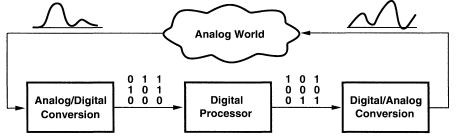 Analog World
0 1 1
1 0 1
0 0 0
1 0 1
0 0 0
0 1 1
Analog/Digital
Conversion
Digital
Processor
Digital/Analog
Conversion